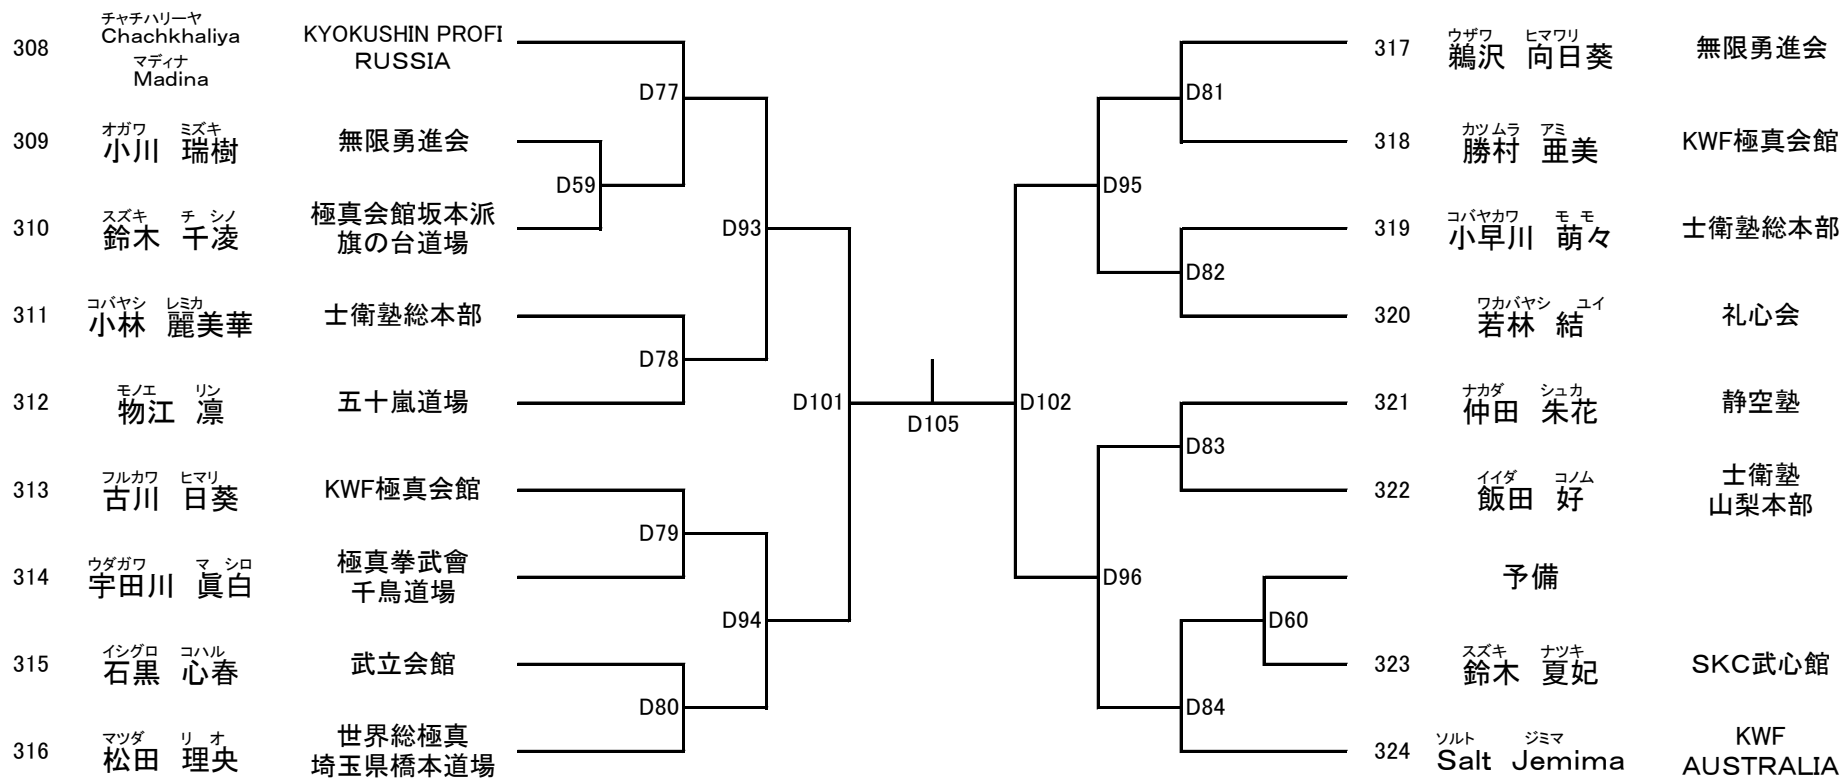 チャチハリーヤ
308 Chachkhaliya KYOKUSHIN PROFI
マディナ RUSSIA
Madina
D77
オガワ ミズキ
309 小川 瑞樹 無限勇進会
D59
スズキ チ シノ
310 鈴木 千凌 極真会館坂本派
旗の台道場
D93
コバヤシ レミカ
311 小林 麗美華 士衛塾総本部
D78
モノエ リン
312 物江 凛 五十嵐道場
D101
フルカワ ヒマリ
313 古川 日葵 KWF極真会館
D79
ウダガワ マ シロ
314 宇田川 眞白 極真拳武會
千鳥道場
D94
イシグロ コハル
315 石黒 心春 武立会館
D80
マツダ リ オ
316 松田 理央 世界総極真
埼玉県橋本道場
D105
ウザワ ヒマワリ
317 鵜沢 向日葵 無限勇進会
D81
カツムラ アミ
318 勝村 亜美 KWF極真会館
D95
コバヤカワ モ モ
319 小早川 萌々 士衛塾総本部
D82
ワカバヤシ ユイ
320 若林 結 礼心会
D102
ナカダ シュカ
321 仲田 朱花 静空塾
D83
イイダ コノム
322 飯田 好 士衛塾
山梨本部
D96
予備
D60
スズキ ナツキ
323 鈴木 夏妃 SKC武心館
D84
ソルト ジミマ
324 Salt Jemima KWF
AUSTRALIA